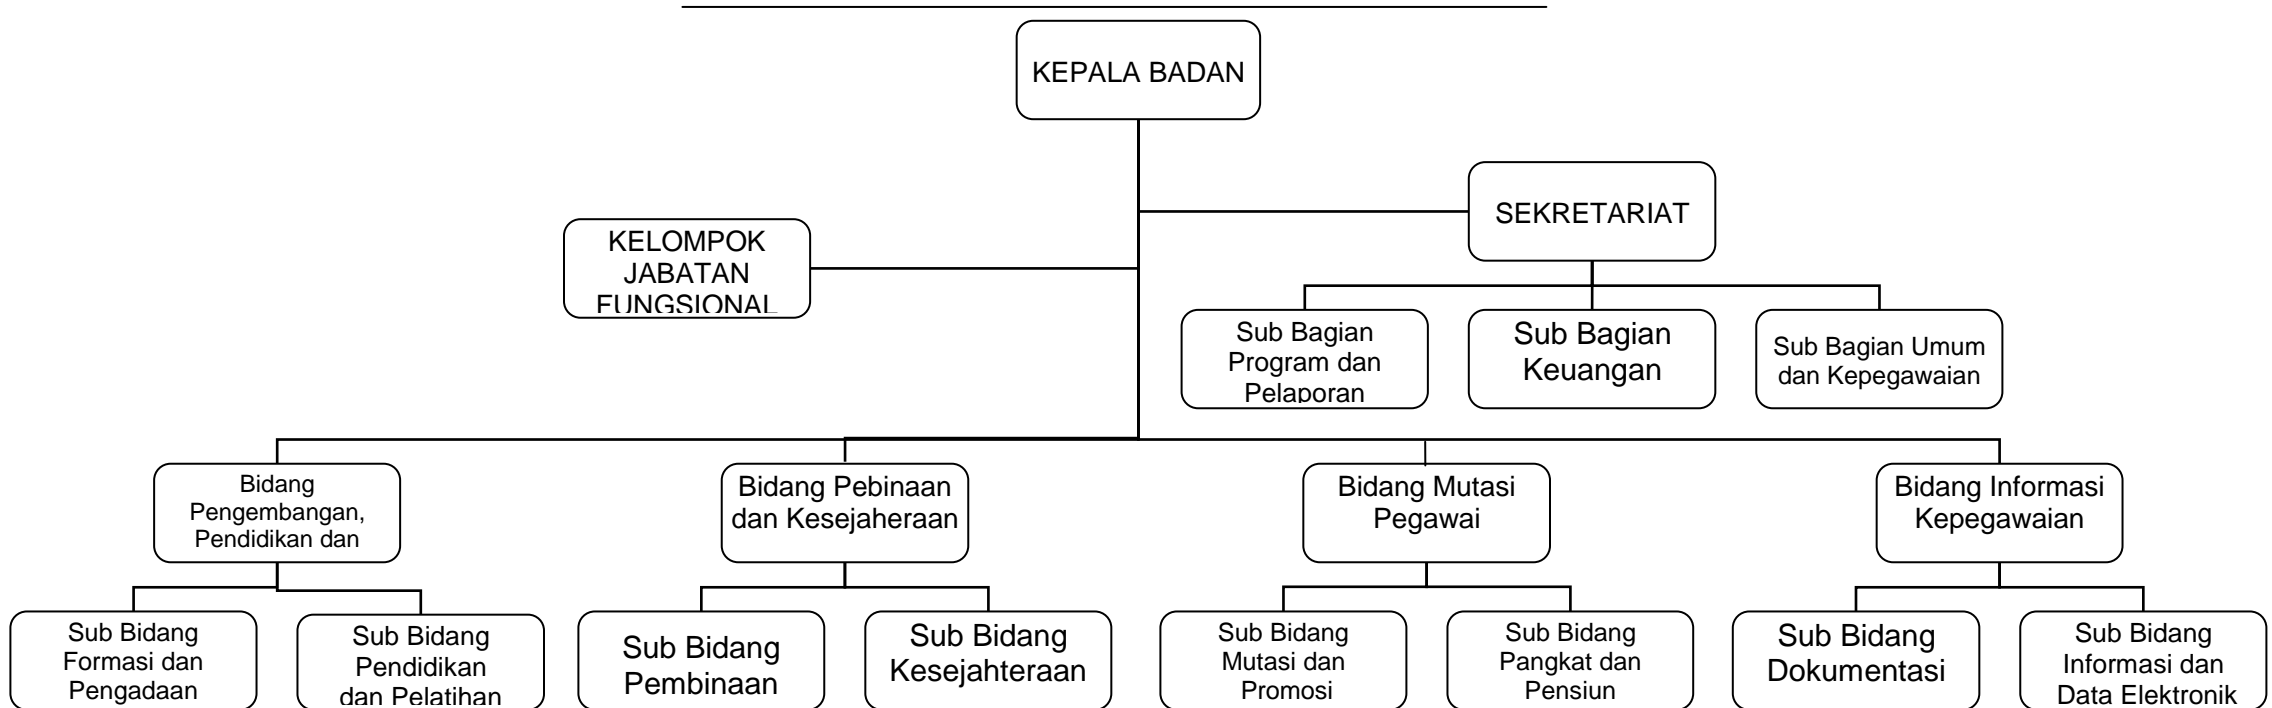 KEPALA BADAN
SEKRETARIAT
KELOMPOK
JABATAN
FUNGSIONAL
Sub Bagian
Program dan
Pelaporan
Sub Bagian
Keuangan
Sub Bagian Umum
dan Kepegawaian
Bidang
Pengembangan,
Pendidikan dan
Bidang Pebinaan
dan Kesejaheraan
Bidang Mutasi
Pegawai
Bidang Informasi
Kepegawaian
Sub Bidang
Formasi dan
Pengadaan
Sub Bidang
Pendidikan
dan Pelatihan
Sub Bidang
Pembinaan
Sub Bidang
Kesejahteraan
Sub Bidang
Mutasi dan
Promosi
Sub Bidang
Pangkat dan
Pensiun
Sub Bidang
Dokumentasi
Sub Bidang
Informasi dan
Data Elektronik